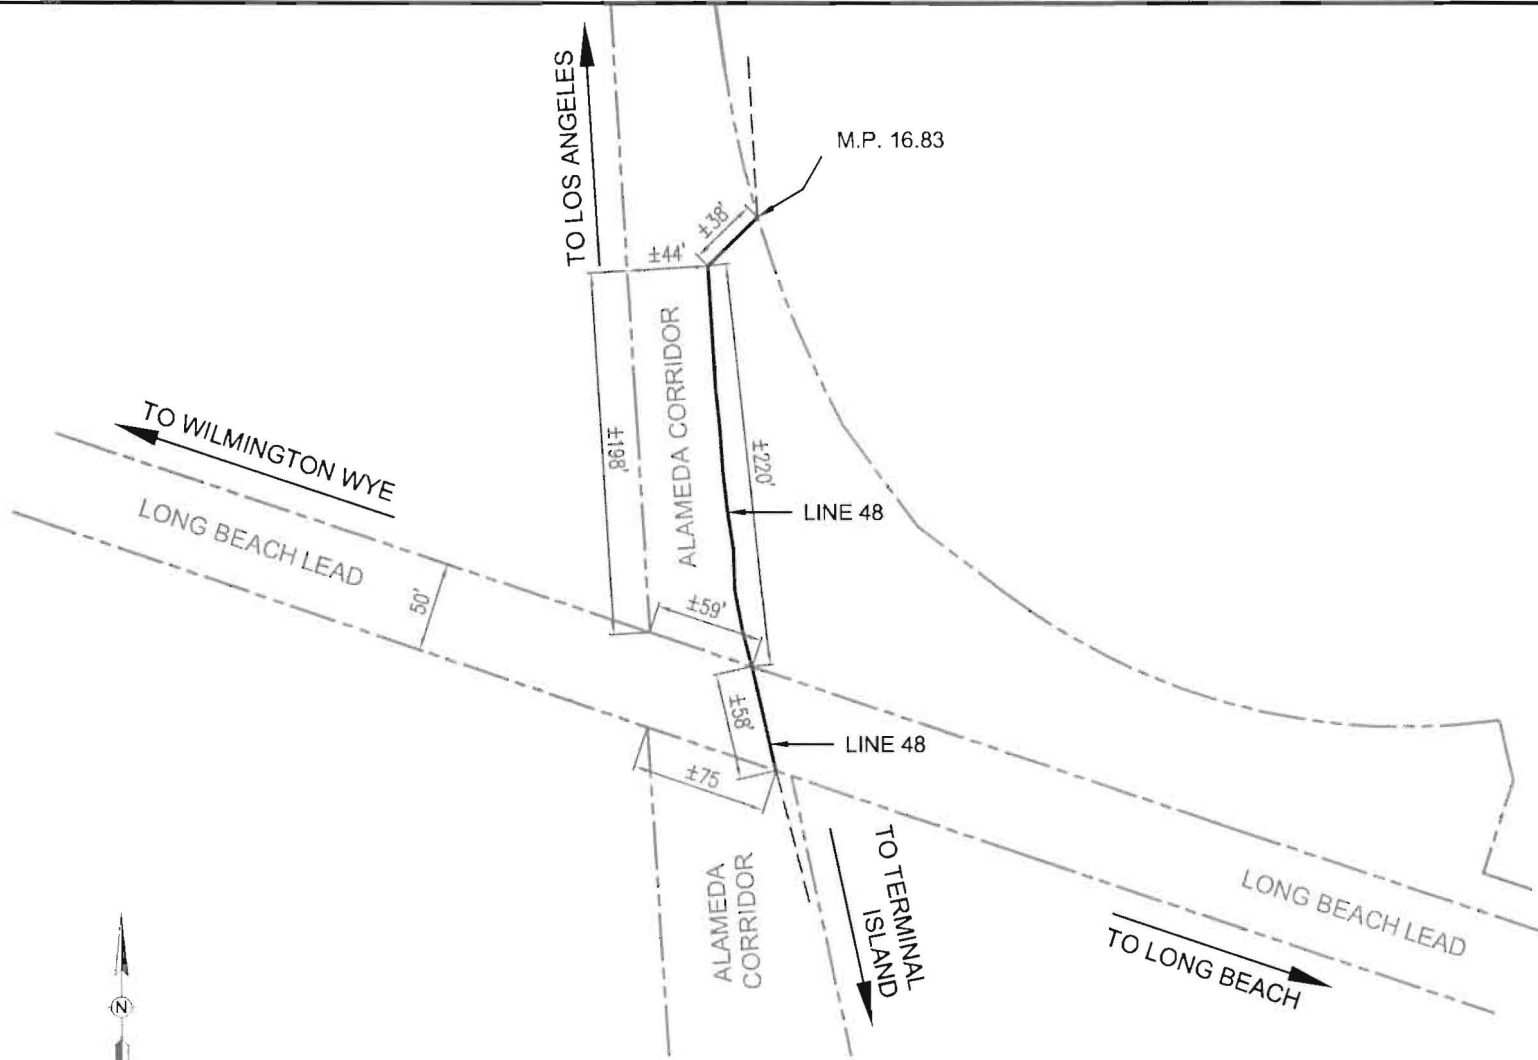 TO LOS ANGELES
M.P. 16.83
±38'
±44'
ALAMEDA CORRIDOR
±198'
±220'
TO WILMINGTON WYE
LONG BEACH LEAD
50'
LINE 48
±59'
±58'
LINE 48
±75
ALAMEDA
CORRIDOR
TO TERMINAL
ISLAND
LONG BEACH LEAD
TO LONG BEACH
N